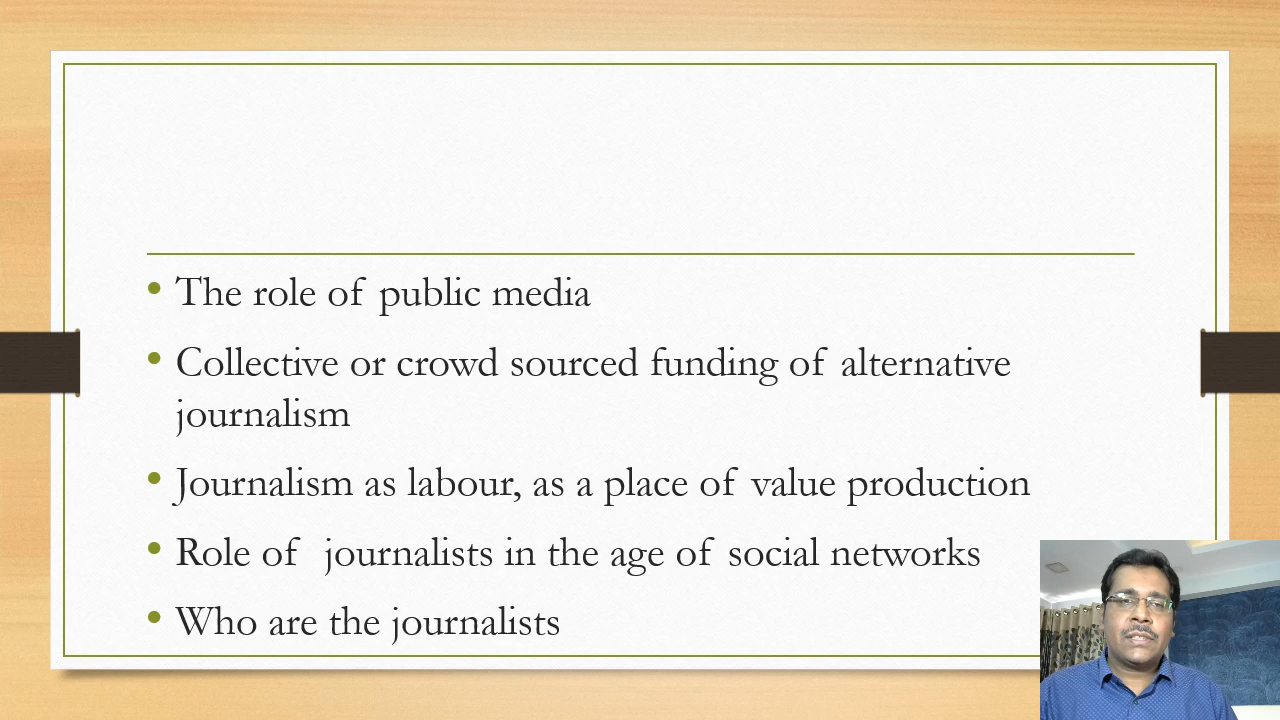 • The role of public media
• Collective or crowd sourced funding of alternative
journalism
• Journalism as labour, as a place of value production
• Role of  journalists in the age of social networks
• Who are the journalists